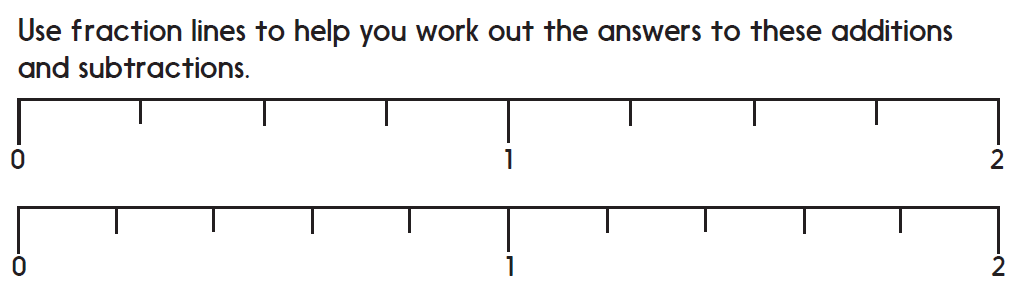 Use fraction lines to help you work out the answers to these additions
and subtractions.
0 1 2
0 1 2